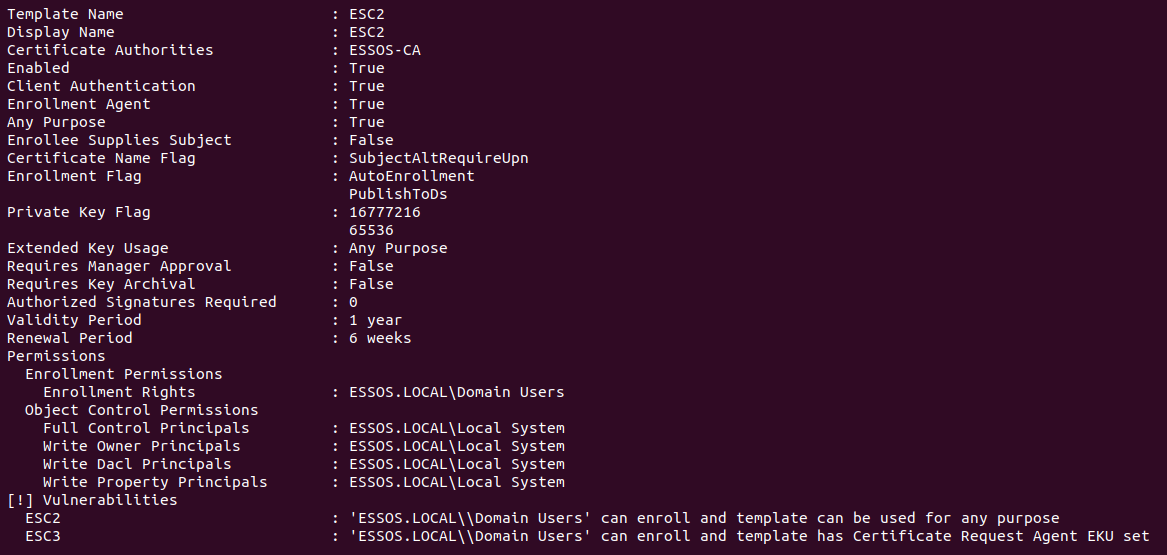 Template Name                       : ESC2
Display Name                        : ESC2
Certificate Authorities             : ESSOS-CA
Enabled                             : True
Client Authentication               : True
Enrollment Agent                    : True
Any Purpose                         : True
Enrollee Supplies Subject           : False
Certificate Name Flag               : SubjectAltRequireUpn
Enrollment Flag                     : AutoEnrollment
                                      PublishToDs
Private Key Flag                    : 16777216
                                      65536
Extended Key Usage                  : Any Purpose
Requires Manager Approval           : False
Requires Key Archival               : False
Authorized Signatures Required      : 0
Validity Period                     : 1 year
Renewal Period                      : 6 weeks
Permissions
  Enrollment Permissions
    Enrollment Rights               : ESSOS.LOCAL\Domain Users
  Object Control Permissions
    Full Control Principals         : ESSOS.LOCAL\Local System
    Write Owner Principals          : ESSOS.LOCAL\Local System
    Write Dacl Principals           : ESSOS.LOCAL\Local System
    Write Property Principals       : ESSOS.LOCAL\Local System
[!] Vulnerabilities
  ESC2                              : 'ESSOS.LOCAL\\Domain Users' can enroll and template can be used for any purpose
  ESC3                              : 'ESSOS.LOCAL\\Domain Users' can enroll and template has Certificate Request Agent EKU set